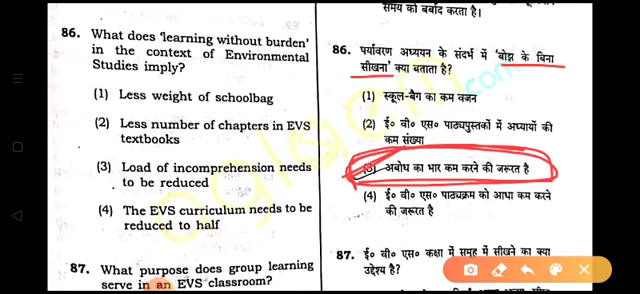 समय को बर्बाद करता है।
86. What does 'learning without burden'
in the context of Environmental
Studies imply?
(1) Less weight of schoolbag
(2) Less number of chapters in EVS
textbooks
(3) Load of incomprehension needs
to be reduced
(4) The EVS curriculum needs to be
reduced to half
87. What purpose does group learning
serve in an EVS classroom?
86. पर्यावरण अध्ययन के संदर्भ में 'बोझ के बिना
सीखना' क्या बताता है?
(1) स्कूल-बैग का कम वजन
(2) ई० वी० एस० पाठ्यपुस्तकों में अध्यायों की
कम संख्या
(3) अबोध का भार कम करने की जरूरत है
(4) ई० वी० एस० पाठ्यक्रम को आधा कम करने
की जरूरत है
87. ई० वी० एस० कक्षा में समूह में सीखने का क्या
उद्देश्य है?